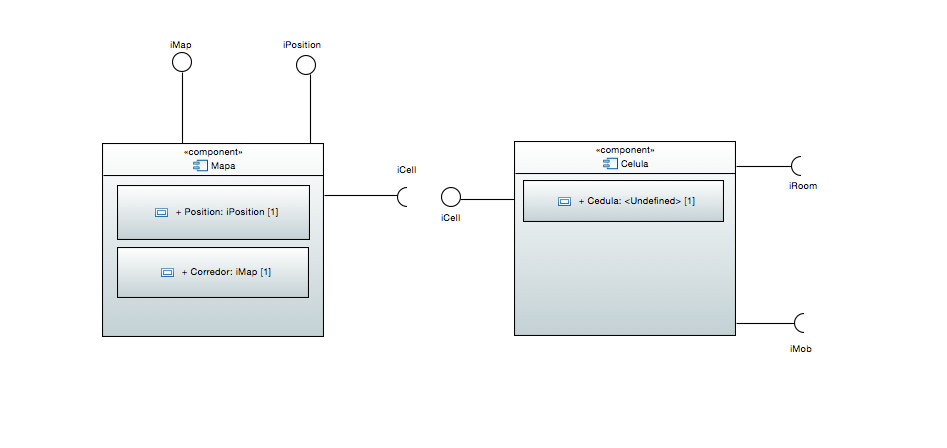 iMap
iPosition
«component»
Mapa
+ Position: iPosition [1]
+ Corredor: iMap [1]
iCell
iCell
«component»
Celula
+ Cedula: <Undefined> [1]
iRoom
iMob